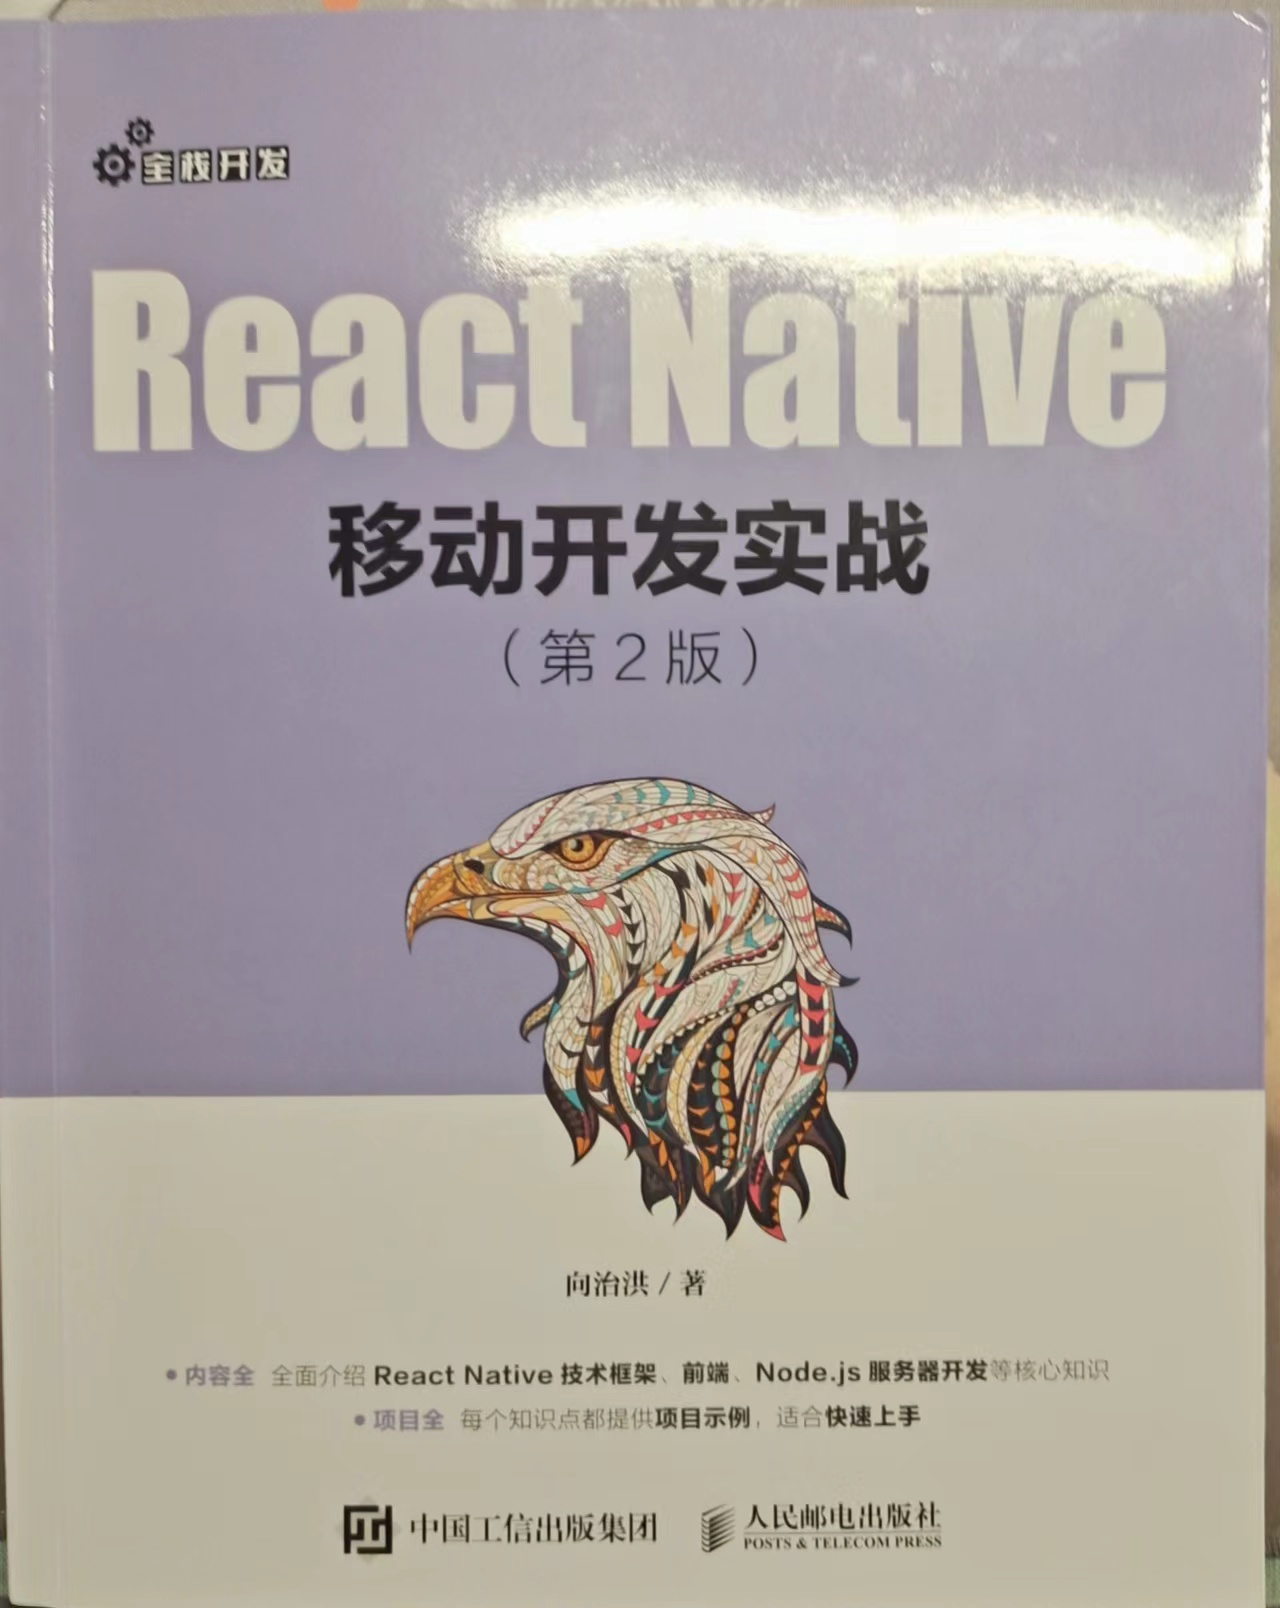 全栈开发
React Native
移动开发实战
（第2版）
向治洪 / 著
• 内容全 全面介绍 React Native 技术框架、前端、Node.js 服务器开发等核心知识
• 项目全 每个知识点都提供项目示例，适合快速上手
中国工信出版集团
人民邮电出版社
POSTS & TELECOM PRESS